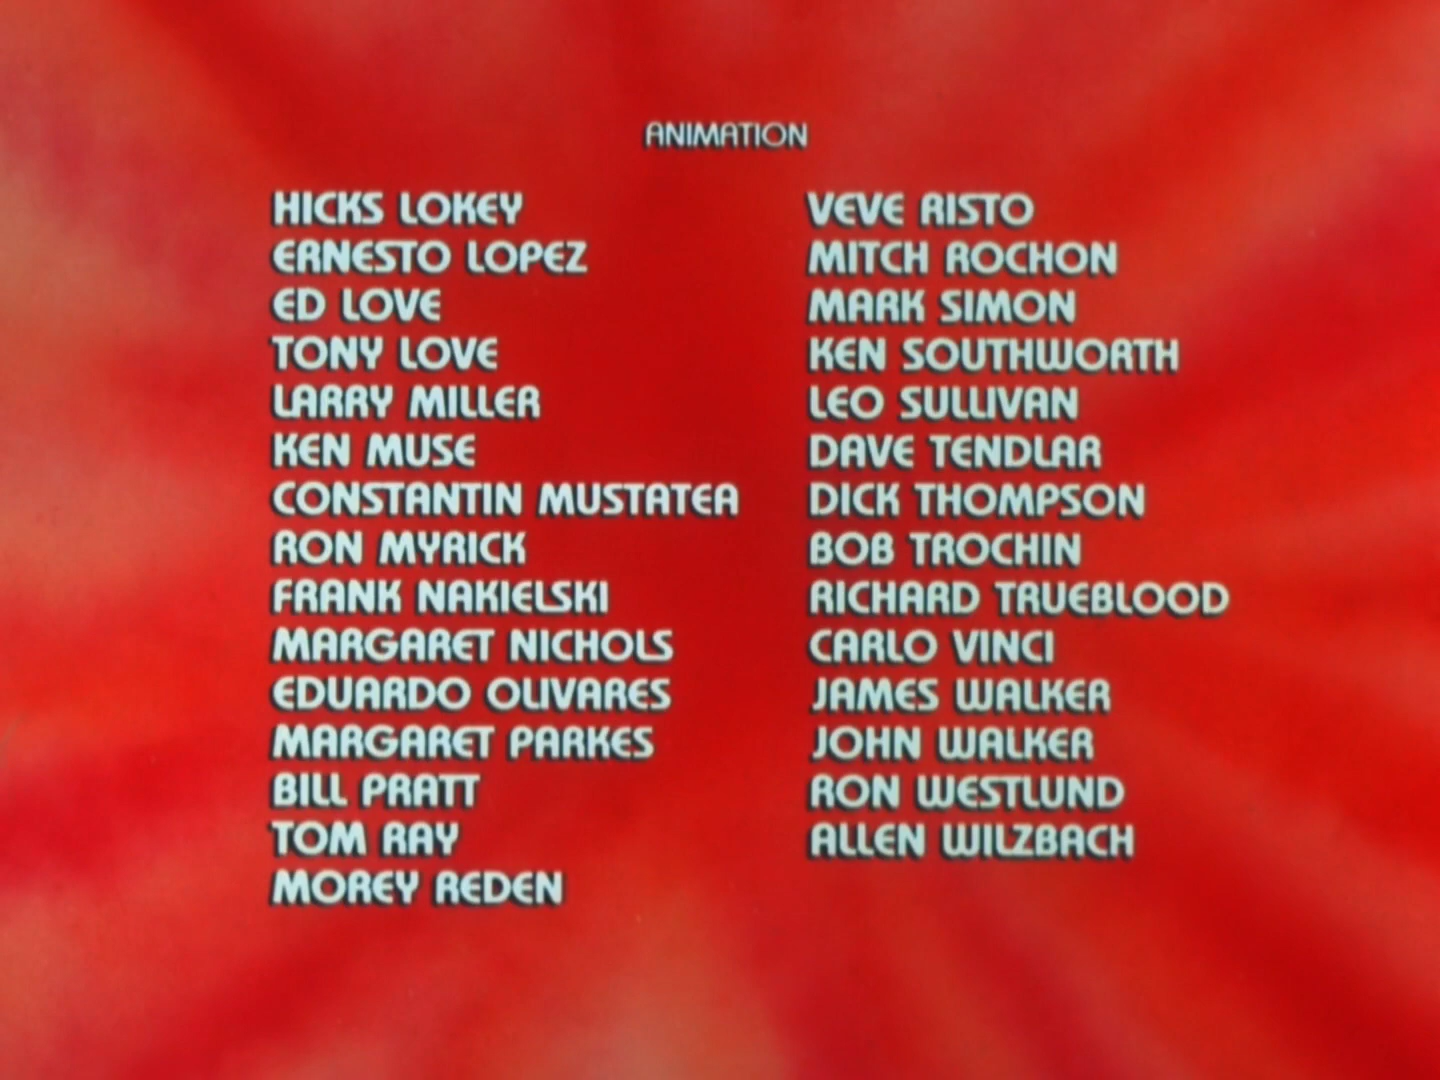 ANIMATION
HICKS LOKEY
ERNESTO LOPEZ
ED LOVE
TONY LOVE
LARRY MILLER
KEN MUSE
CONSTANTIN MUSTATEA
RON MYRICK
FRANK NAKIELSKI
MARGARET NICHOLS
EDUARDO OLIVARES
MARGARET PARKES
BILL PRATT
TOM RAY
MOREY REDEN
VEVE RISTO
MITCH ROCHON
MARK SIMON
KEN SOUTHWORTH
LEO SULLIVAN
DAVE TENDLAR
DICK THOMPSON
BOB TROCHIN
RICHARD TRUEBLOOD
CARLO VINCI
JAMES WALKER
JOHN WALKER
RON WESTLUND
ALLEN WILZBACH